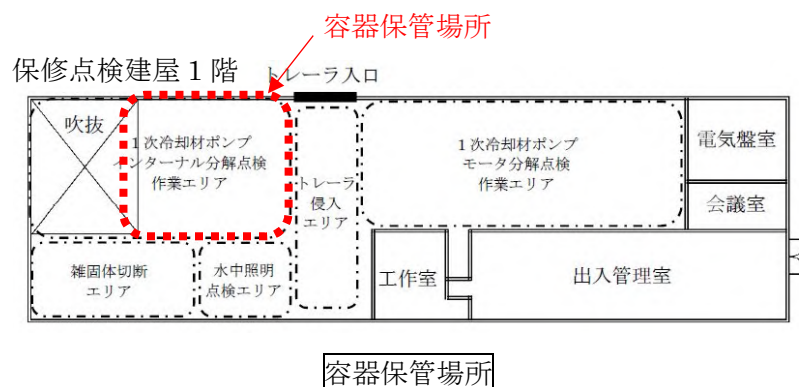 容器保管場所
保修点検建屋1階
トレーラ入口
吹抜
1次冷却材ポンプ
インターナル分解点検
作業エリア
トレーラ
侵入
エリア
1次冷却材ポンプ
モータ分解点検
作業エリア
電気盤室
会議室
雑固体切断
エリア
水中照明
点検エリア
工作室
出入管理室
容器保管場所